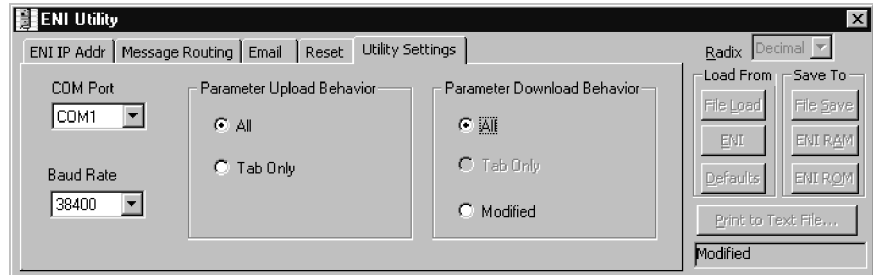 ENI Utility
ENI IP Addr Message Routing Email Reset Utility Settings
Radix Decimal
COM Port
COM1
Baud Rate
38400
Parameter Upload Behavior
All
Tab Only
Parameter Download Behavior
All
Tab Only
Modified
Load From
File Load
ENI
Defaults
Save To
File Save
ENI RAM
ENI ROM
Print to Text File...
Modified